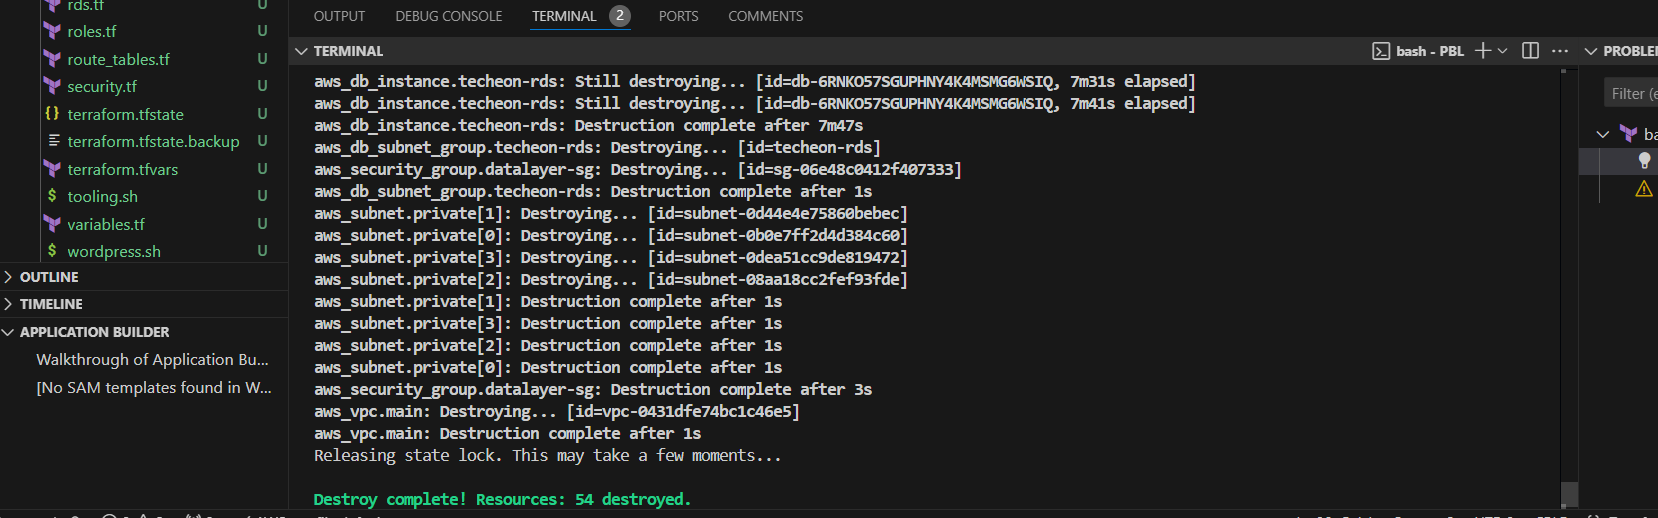 rds.tf U
roles.tf U
route_tables.tf U
security.tf U
{} terraform.tfstate U
terraform.tfstate.backup U
terraform.tfvars U
$ tooling.sh U
variables.tf U
$ wordpress.sh U
OUTLINE
TIMELINE
APPLICATION BUILDER
Walkthrough of Application Bu...
[No SAM templates found in W...
OUTPUT DEBUG CONSOLE TERMINAL 2 PORTS COMMENTS
TERMINAL bash - PBL
aws_db_instance.techeon-rds: Still destroying... [id=db-6RNKO57SGUPHNY4K4MSMG6WSIQ, 7m31s elapsed]
aws_db_instance.techeon-rds: Still destroying... [id=db-6RNKO57SGUPHNY4K4MSMG6WSIQ, 7m41s elapsed]
aws_db_instance.techeon-rds: Destruction complete after 7m47s
aws_db_subnet_group.techeon-rds: Destroying... [id=techeon-rds]
aws_security_group.datalayer-sg: Destroying... [id=sg-06e48c0412f407333]
aws_db_subnet_group.techeon-rds: Destruction complete after 1s
aws_subnet.private[1]: Destroying... [id=subnet-0d44e4e75860bebec]
aws_subnet.private[0]: Destroying... [id=subnet-0b0e7ff2d4d384c60]
aws_subnet.private[3]: Destroying... [id=subnet-0dea51cc9de819472]
aws_subnet.private[2]: Destroying... [id=subnet-08aa18cc2fef93fde]
aws_subnet.private[1]: Destruction complete after 1s
aws_subnet.private[3]: Destruction complete after 1s
aws_subnet.private[2]: Destruction complete after 1s
aws_subnet.private[0]: Destruction complete after 1s
aws_security_group.datalayer-sg: Destruction complete after 3s
aws_vpc.main: Destroying... [id=vpc-0431dfe74bc1c46e5]
aws_vpc.main: Destruction complete after 1s
Releasing state lock. This may take a few moments...
Destroy complete! Resources: 54 destroyed.
PROBLEM
Filter (e
ba